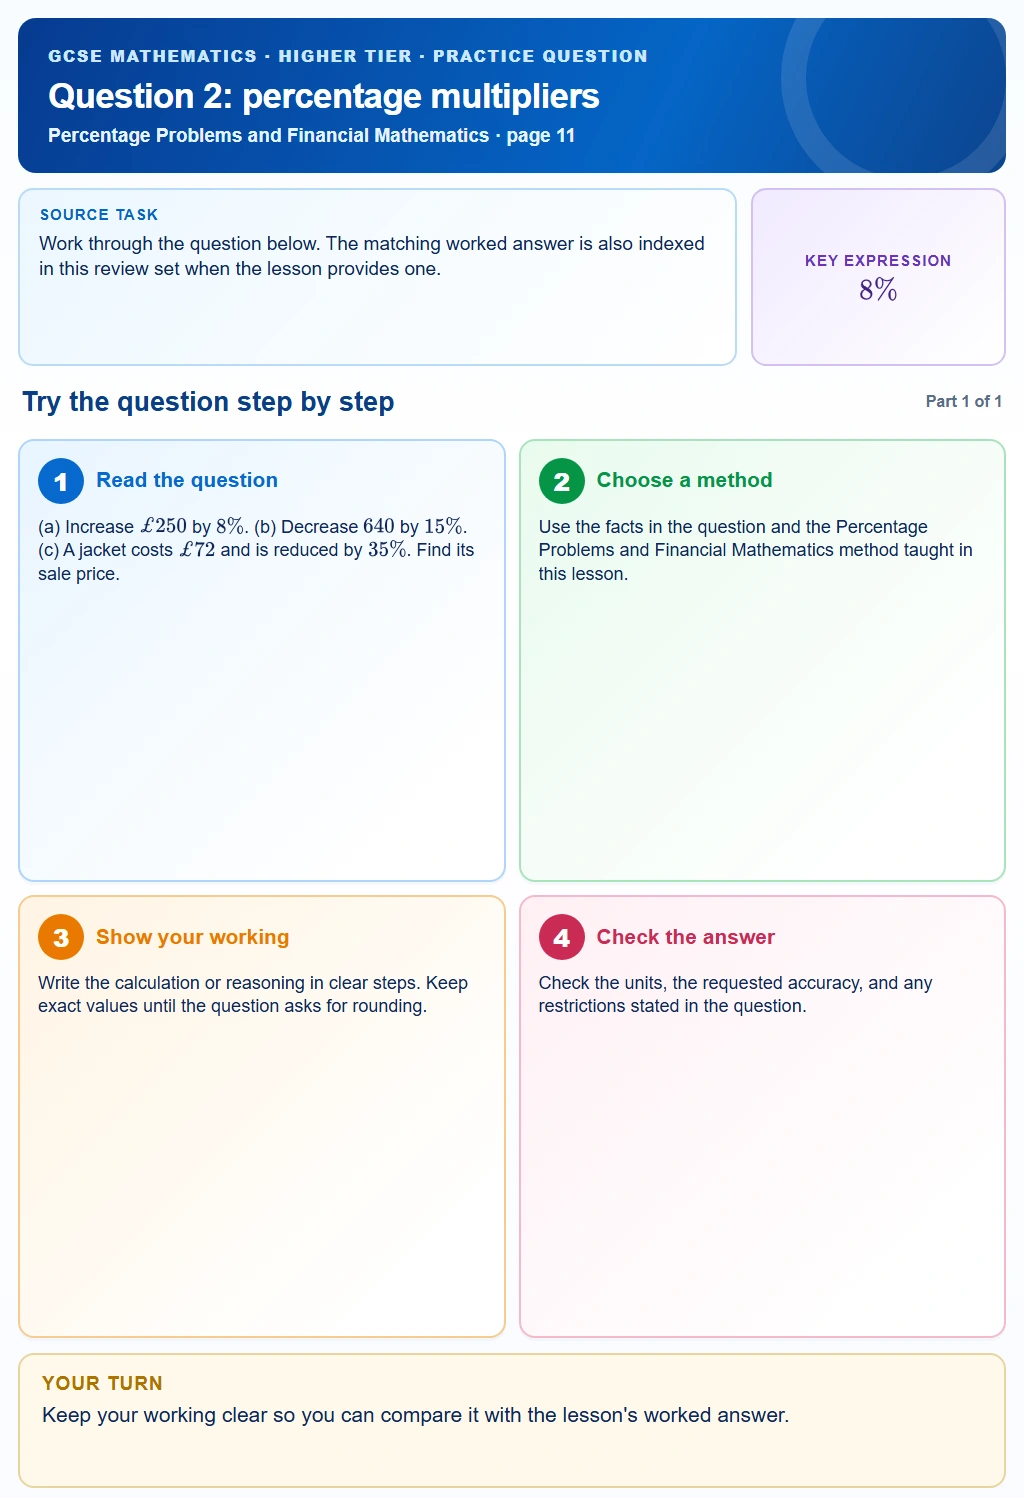 GCSE MATHEMATICS · HIGHER TIER · PRACTICE QUESTION
Question 2: percentage multipliers
Percentage Problems and Financial Mathematics · page 11
SOURCE TASK
Work through the question below. The matching worked answer is also indexed
in this review set when the lesson provides one.
KEY EXPRESSION
8%
Try the question step by step
Part 1 of 1
1 Read the question
(a) Increase £250 by 8%. (b) Decrease 640 by 15%.
(c) A jacket costs £72 and is reduced by 35%. Find its
sale price.
2 Choose a method
Use the facts in the question and the Percentage
Problems and Financial Mathematics method taught in
this lesson.
3 Show your working
Write the calculation or reasoning in clear steps. Keep
exact values until the question asks for rounding.
4 Check the answer
Check the units, the requested accuracy, and any
restrictions stated in the question.
YOUR TURN
Keep your working clear so you can compare it with the lesson's worked answer.